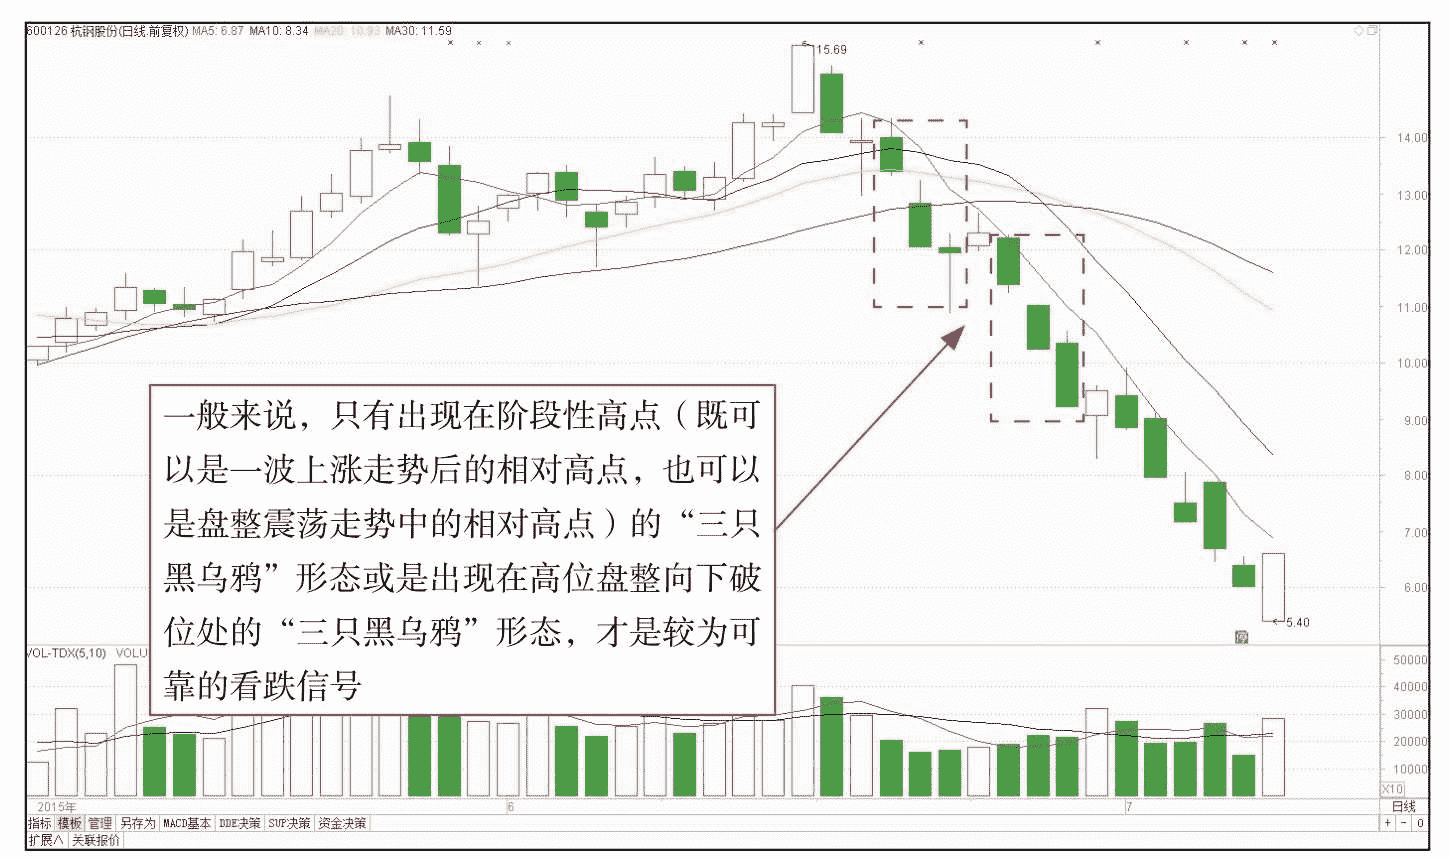 600126 杭钢股份(日线.前复权) MA5: 6.87 MA10: 8.34 MA20: 10.93 MA30: 11.59
15.69
14.00
13.00
12.00
11.00
10.00
9.00
8.00
7.00
6.00
一般来说，只有出现在阶段性高点（既可
以是一波上涨走势后的相对高点，也可以
是盘整震荡走势中的相对高点）的“三只
黑乌鸦”形态或是出现在高位盘整向下破
位处的“三只黑乌鸦”形态，才是较为可
靠的看跌信号
5.40
停
VOL-TDX(5,10) VOLU
50000
40000
30000
20000
10000
X10
2015年 6 7 日线
指标 模板 管理 另存为 MACD基本 DDE决策 SUP决策 资金决策 + - 0
扩展∧ 关联报价